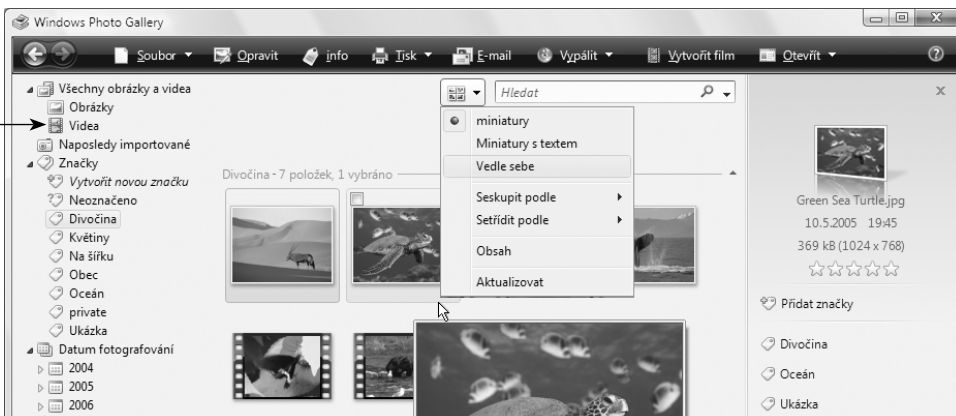 Windows Photo Gallery
Soubor Opravit info Tisk E-mail Vypálit Vytvořit film Otevřít
Všechny obrázky a videa
Obrázky
Videa
Naposledy importované
Značky
Vytvořit novou značku
Neoznačeno
Divočina
Květiny
Na šířku
Obec
Oceán
private
Ukázka
Datum fotografování
2004
2005
2006
Hledat
miniatury
Miniatury s textem
Vedle sebe
Seskupit podle
Setřídit podle
Obsah
Aktualizovat
Divočina - 7 položek, 1 vybráno
Green Sea Turtle.jpg
10.5.2005 19:45
369 kB (1024 x 768)
Přidat značky
Divočina
Oceán
Ukázka